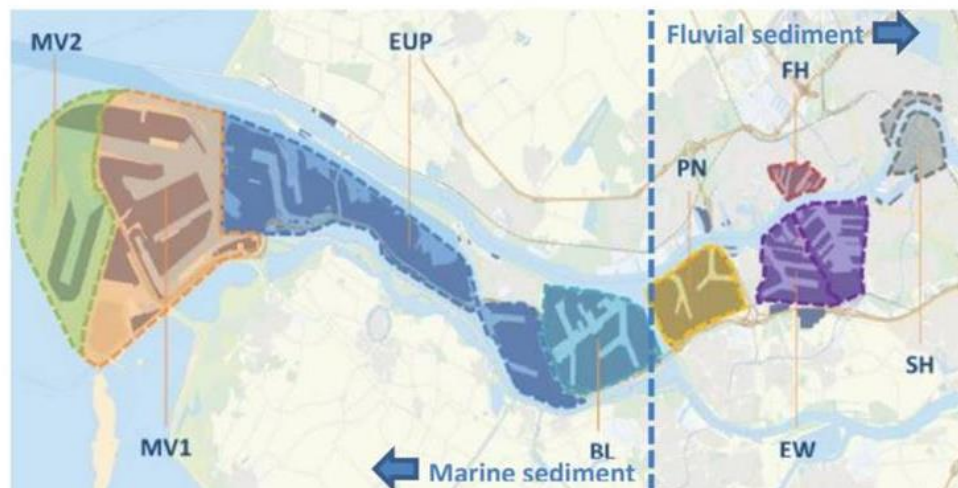 Fluvial sediment
MV2
EUP
FH
PN
SH
MV1
BL
EW
Marine sediment